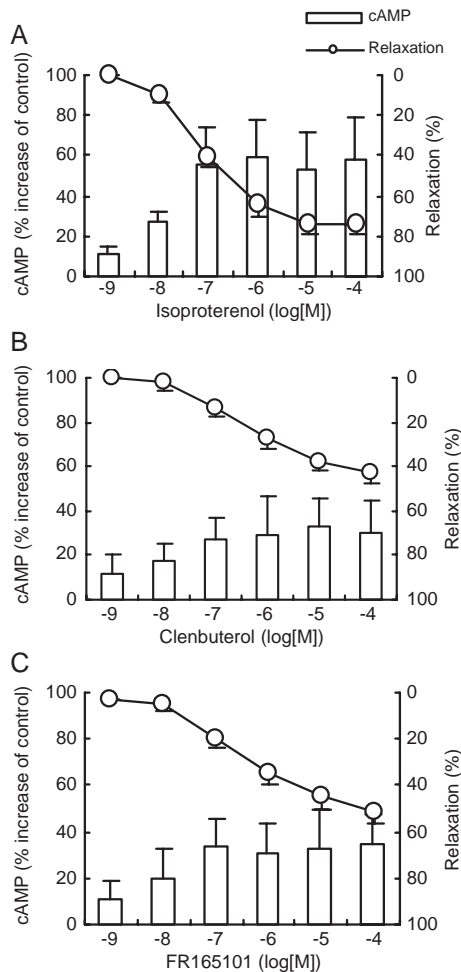 A
cAMP
Relaxation
cAMP (% increase of control)
100
80
60
40
20
0
0
20
40
60
80
100
Relaxation (%)
-9 -8 -7 -6 -5 -4
Isoproterenol (log[M])
B
cAMP (% increase of control)
100
80
60
40
20
0
0
20
40
60
80
100
Relaxation (%)
-9 -8 -7 -6 -5 -4
Clenbuterol (log[M])
C
cAMP (% increase of control)
100
80
60
40
20
0
0
20
40
60
80
100
Relaxation (%)
-9 -8 -7 -6 -5 -4
FR165101 (log[M])